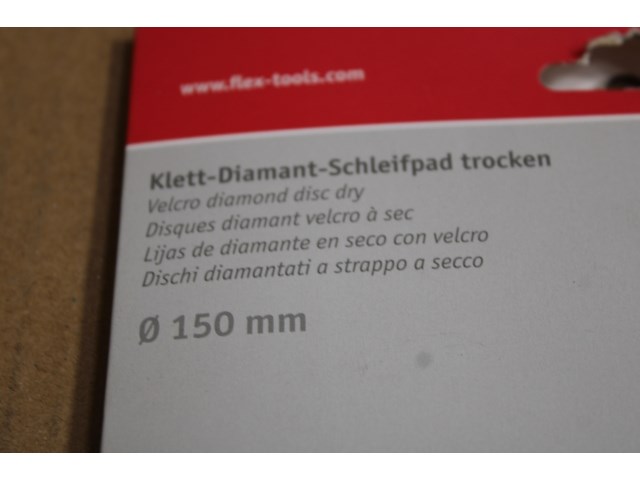 www.flex-tools.com
Klett-Diamant-Schleifpad trocken
Velcro diamond disc dry
Disques diamant velcro à sec
Lijas de diamante en seco con velcro
Dischi diamantati a strappo a secco
Ø 150 mm